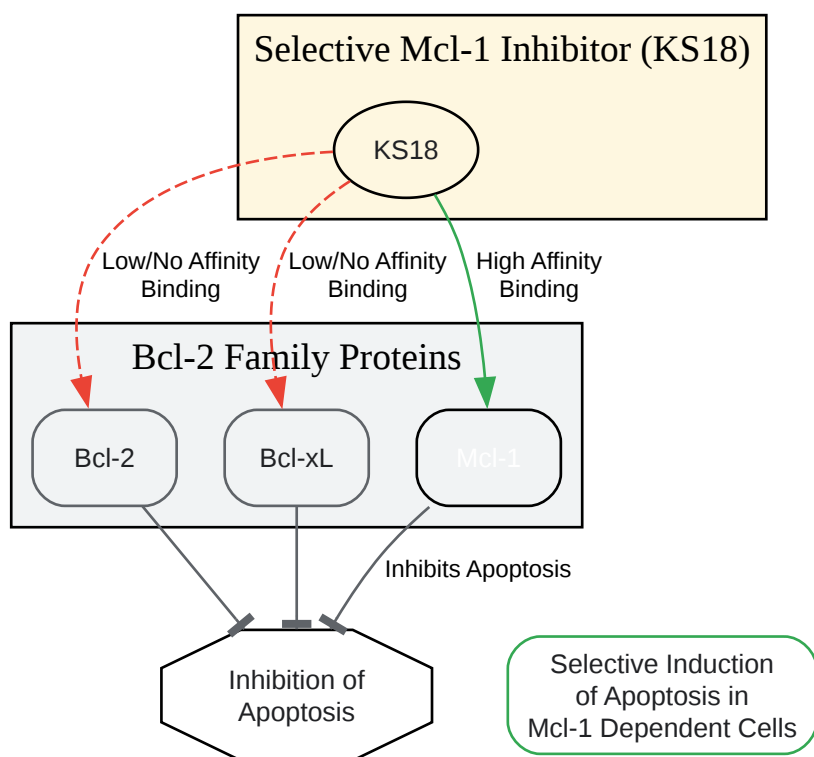 Selective Mcl-1 Inhibitor (KS18)
KS18
Low/No Affinity
Binding
Low/No Affinity
Binding
High Affinity
Binding
Bcl-2 Family Proteins
Bcl-2
Bcl-xL
Mcl-1
Inhibits Apoptosis
Inhibition of
Apoptosis
Selective Induction
of Apoptosis in
Mcl-1 Dependent Cells